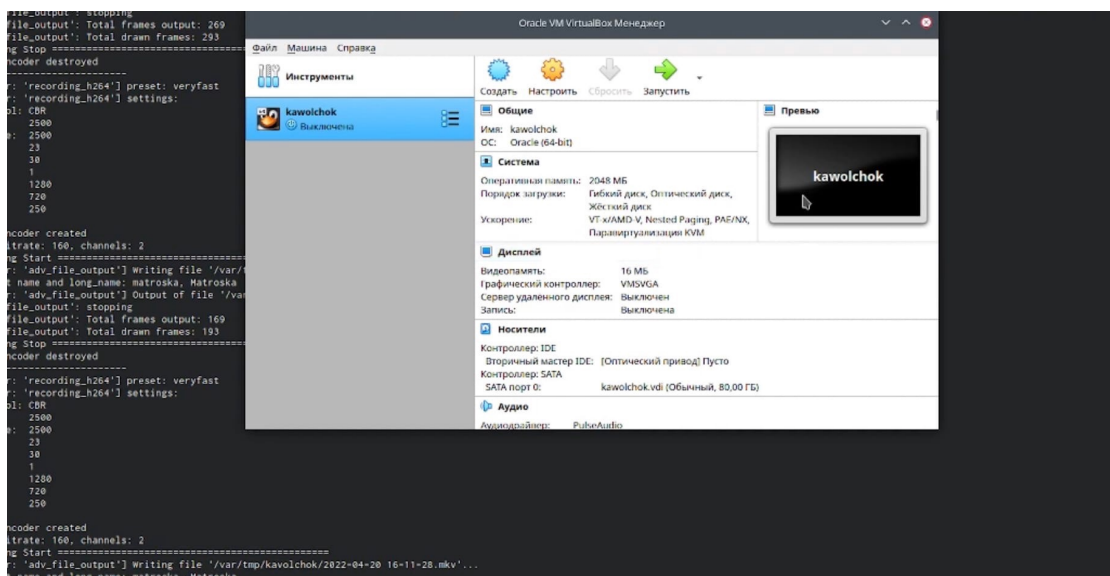 file_output': stopping
file_output': Total frames output: 269
file_output': Total drawn frames: 293
ng Stop ==================================
ncoder destroyed
--------------------
r: 'recording_h264'] preset: veryfast
r: 'recording_h264'] settings:
ol: CBR
2500
e: 2500
23
30
1
1280
720
250
ncoder created
itrate: 160, channels: 2
ng Start ==================================
r: 'adv_file_output'] Writing file '/var/t
t name and long_name: matroska, Matroska
r: 'adv_file_output'] Output of file '/var
file_output': stopping
file_output': Total frames output: 169
file_output': Total drawn frames: 193
ng Stop ==================================
ncoder destroyed
--------------------
r: 'recording_h264'] preset: veryfast
r: 'recording_h264'] settings:
ol: CBR
2500
e: 2500
23
30
1
1280
720
250
ncoder created
itrate: 160, channels: 2
ng Start ===============================================
r: 'adv_file_output'] Writing file '/var/tmp/kavolchok/2022-04-20 16-11-28.mkv'...
Oracle VM VirtualBox Менеджер
Файл Машина Справка
Инструменты
kawolchok
Выключена
Создать Настроить Сбросить Запустить
Общие
Имя: kawolchok
ОС: Oracle (64-bit)
Система
Оперативная память: 2048 МБ
Порядок загрузки: Гибкий диск, Оптический диск,
Жёсткий диск
Ускорение: VT-x/AMD-V, Nested Paging, PAE/NX,
Паравиртуализация KVM
Дисплей
Видеопамять: 16 МБ
Графический контроллер: VMSVGA
Сервер удаленного дисплея: Выключен
Запись: Выключена
Носители
Контроллер: IDE
Вторичный мастер IDE: [Оптический привод] Пусто
Контроллер: SATA
SATA порт 0: kawolchok.vdi (Обычный, 80,00 ГБ)
Аудио
Аудиодрайвер: PulseAudio
Превью
kawolchok